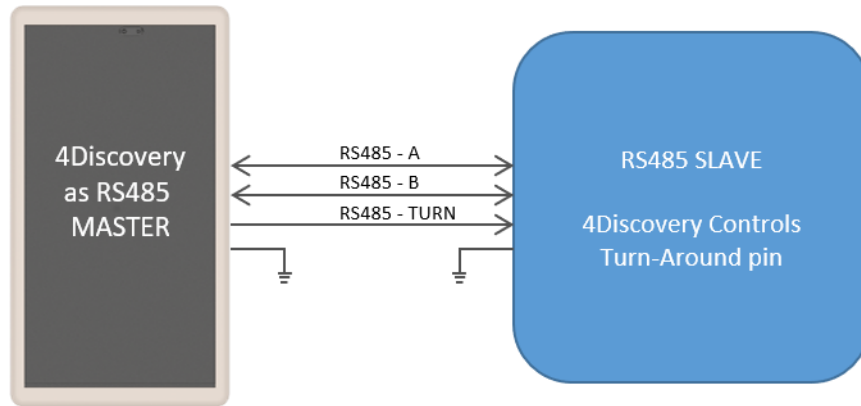 4Discovery
as RS485
MASTER
RS485 - A
RS485 - B
RS485 - TURN
RS485 SLAVE
4Discovery Controls
Turn-Around pin